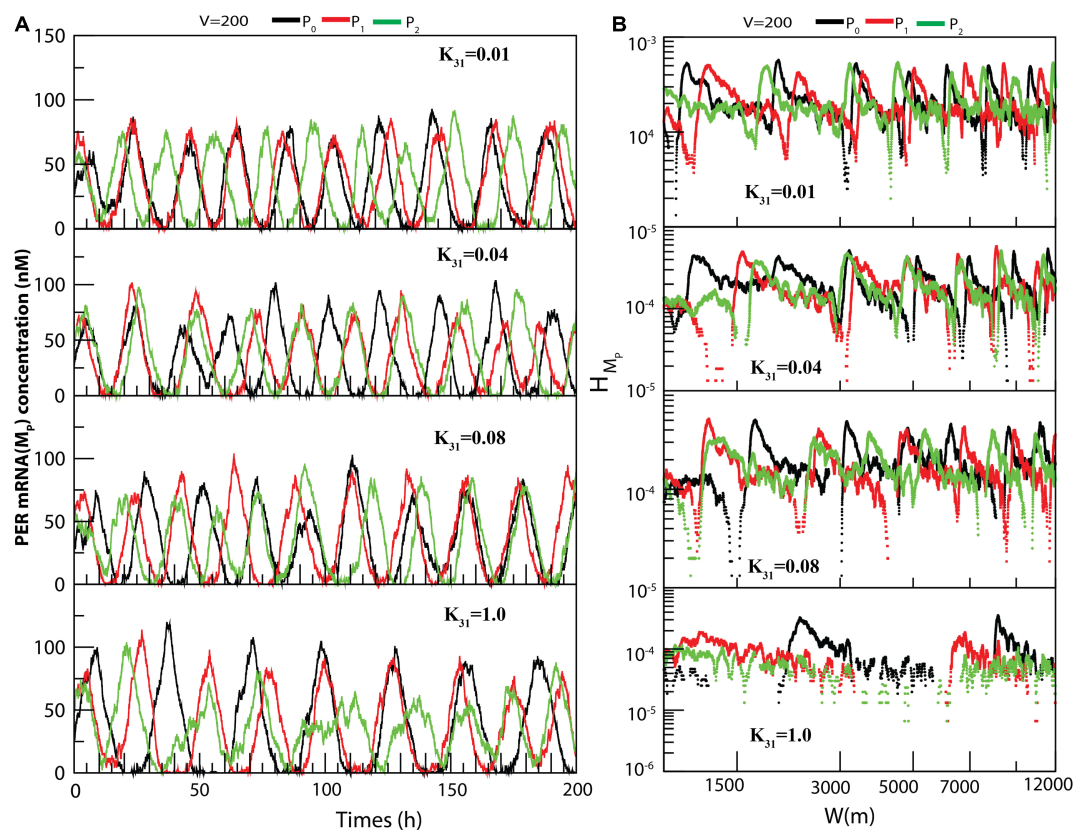 A
V=200 P0 P1 P2
PER mRNA(MP) concentration (nM)
150
K31=0.01
100
50
0
K31=0.04
100
50
0
K31=0.08
100
50
0
K31=1.0
100
50
0
0 50 100 150 200
Times (h)
B
V=200 P0 P1 P2
HMP
10-3
10-4
K31=0.01
10-5
10-4
K31=0.04
10-5
10-4
K31=0.08
10-5
10-4
10-5
K31=1.0
10-6
1500 3000 5000 7000 12000
W(m)